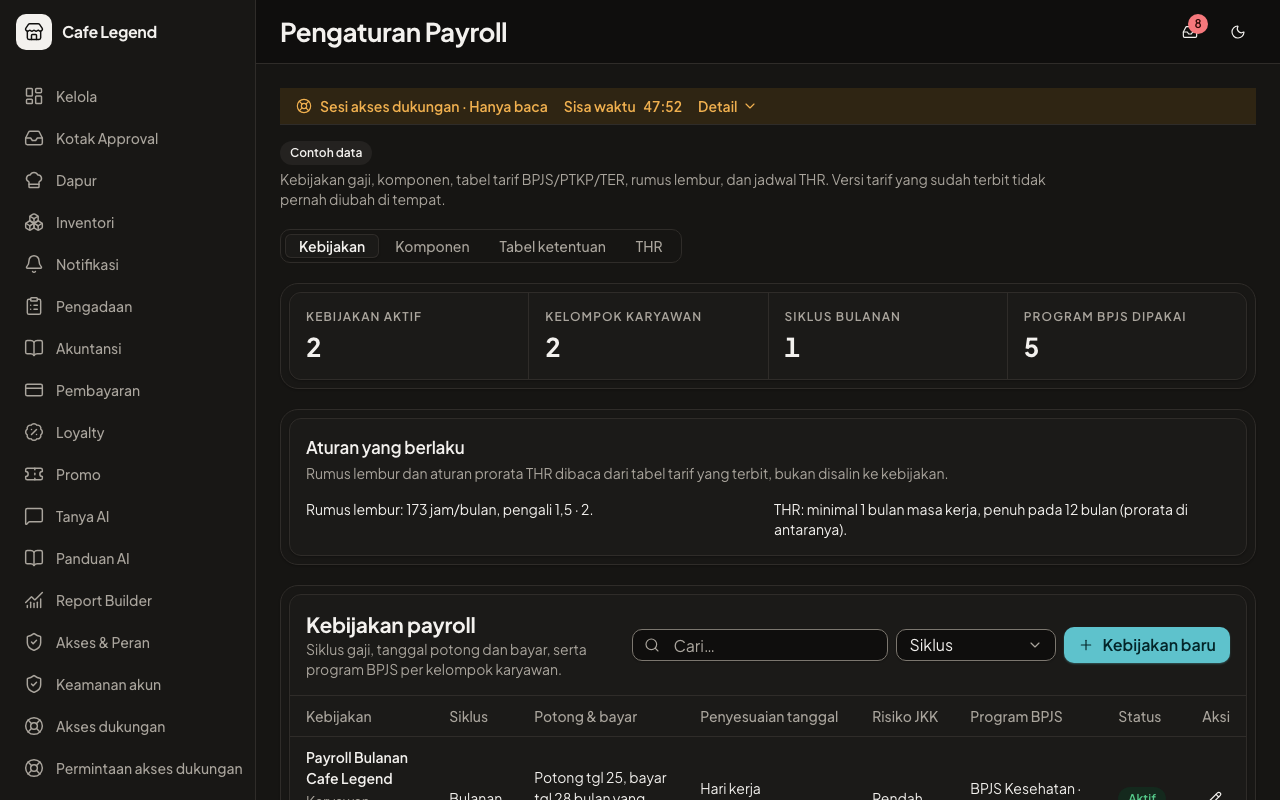 Cafe Legend
Pengaturan Payroll
8
Kelola
Kotak Approval
Dapur
Inventori
Notifikasi
Pengadaan
Akuntansi
Pembayaran
Loyalty
Promo
Tanya AI
Panduan AI
Report Builder
Akses & Peran
Keamanan akun
Akses dukungan
Permintaan akses dukungan
Sesi akses dukungan · Hanya baca Sisa waktu 47:52 Detail
Contoh data
Kebijakan gaji, komponen, tabel tarif BPJS/PTKP/TER, rumus lembur, dan jadwal THR. Versi tarif yang sudah terbit tidak
pernah diubah di tempat.
Kebijakan Komponen Tabel ketentuan THR
KEBIJAKAN AKTIF KELOMPOK KARYAWAN SIKLUS BULANAN PROGRAM BPJS DIPAKAI
2 2 1 5
Aturan yang berlaku
Rumus lembur dan aturan prorata THR dibaca dari tabel tarif yang terbit, bukan disalin ke kebijakan.
Rumus lembur: 173 jam/bulan, pengali 1,5 · 2.
THR: minimal 1 bulan masa kerja, penuh pada 12 bulan (prorata di
antaranya).
Kebijakan payroll
Siklus gaji, tanggal potong dan bayar, serta
program BPJS per kelompok karyawan.
Cari...
Siklus
+ Kebijakan baru
Kebijakan Siklus Potong & bayar Penyesuaian tanggal Risiko JKK Program BPJS Status Aksi
Payroll Bulanan
Cafe Legend
Karyawan
Bulanan
Potong tgl 25, bayar
tgl 28 bulan yang
Hari kerja
Rendah
BPJS Kesehatan ·
Aktif